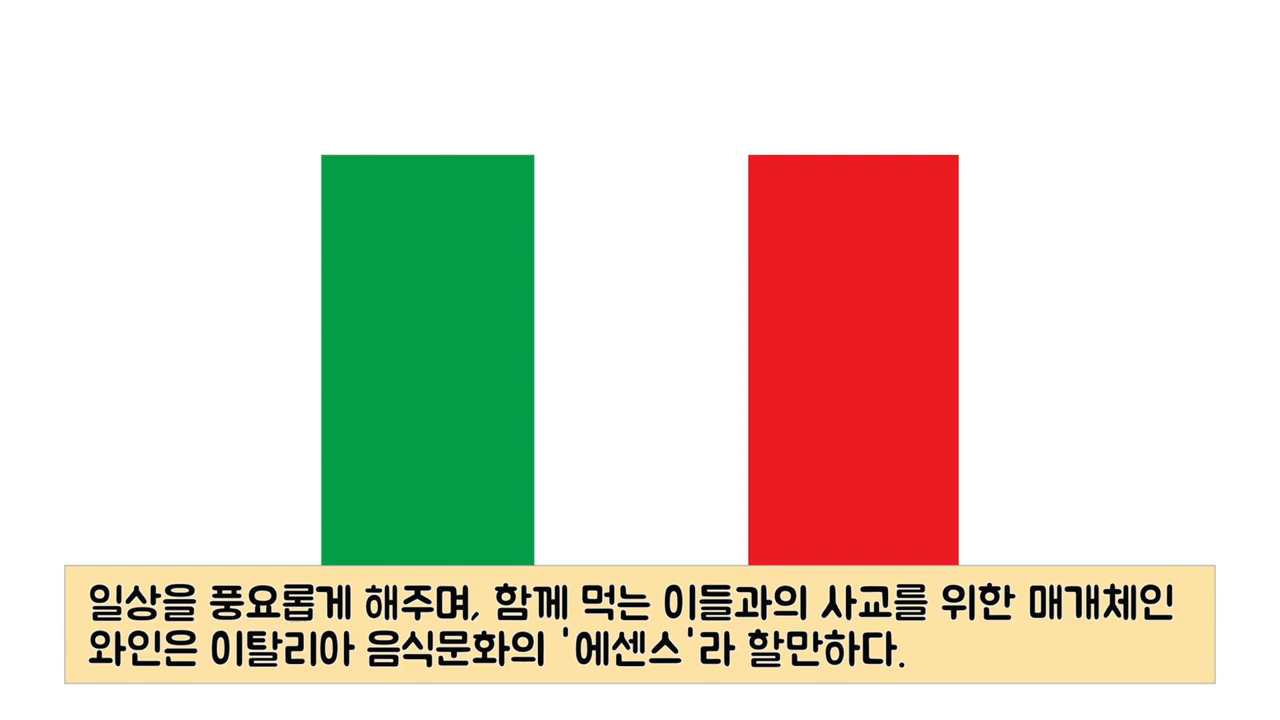 일상을 풍요롭게 해주며, 함께 먹는 이들과의 사교를 위한 매개체인
와인은 이탈리아 음식문화의 '에센스'라 할만하다.